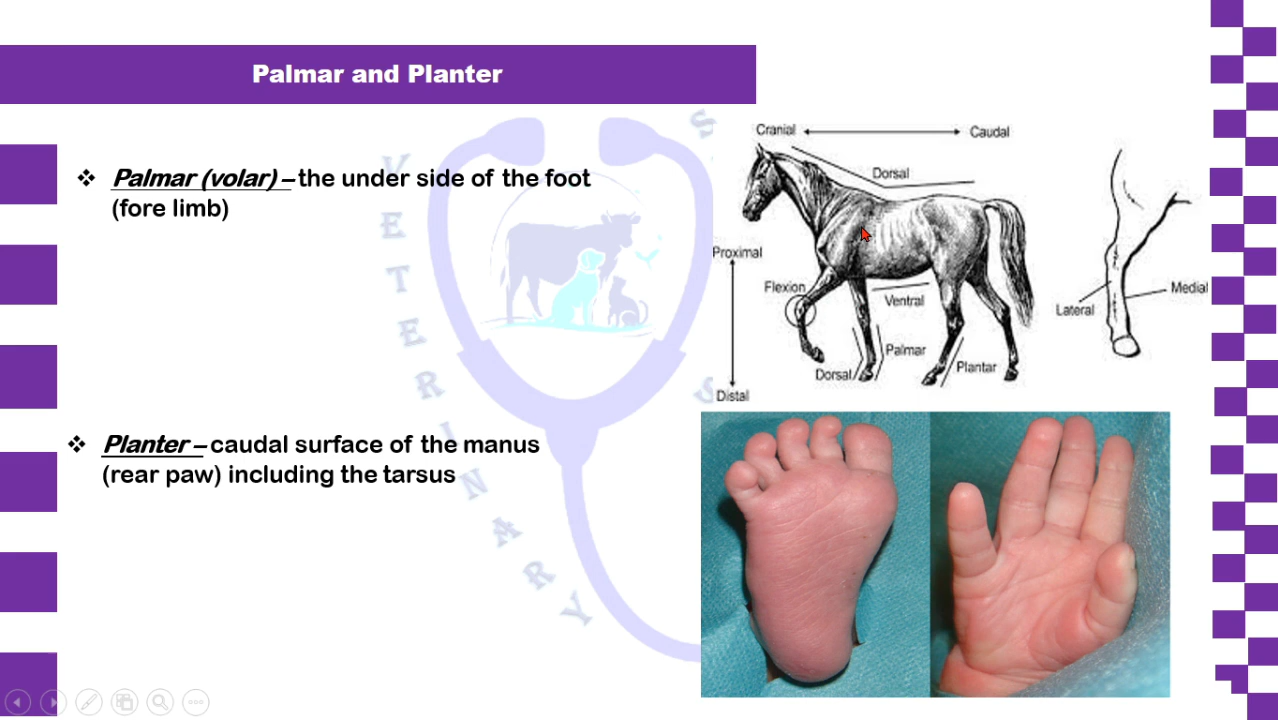 Palmar and Planter
❖ Palmar (volar) – the under side of the foot
(fore limb)
❖ Planter – caudal surface of the manus
(rear paw) including the tarsus
Cranial
Caudal
Dorsal
Proximal
Flexion
Ventral
Palmar
Dorsal
Plantar
Distal
Lateral
Medial
VETERINARY
S
S